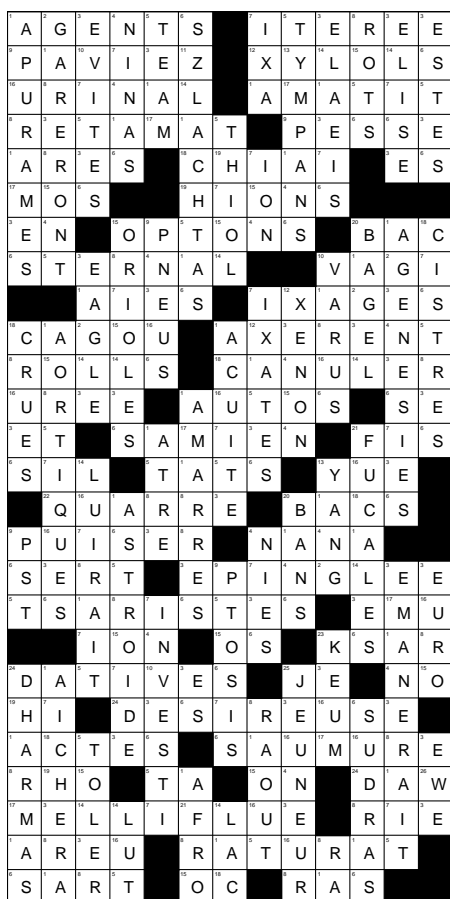 AGENTS ITEREE
PAVIEZ XYLOLS
URINAL AMATIT
RETAMAT PESSE
ARES CHIAI ES
MOS HIONS
EN OPTONS BAC
STERNAL VAGI
AIES IXAGES
CAGOU AXERENT
ROLLS CANULER
UREE AUTOS SE
ET SAMIEN FIS
SIL TATS YUE
QUARRE BACS
PUISER NANA
SERT EPINGLEE
TSARISTES EMU
ION OS KSAR
DATIVES JE NO
HI DESIREUSE
ACTES SAUMURE
RHO TA ON DAW
MELLIFLUE RIE
AREU RATURAT
SART OC RAS